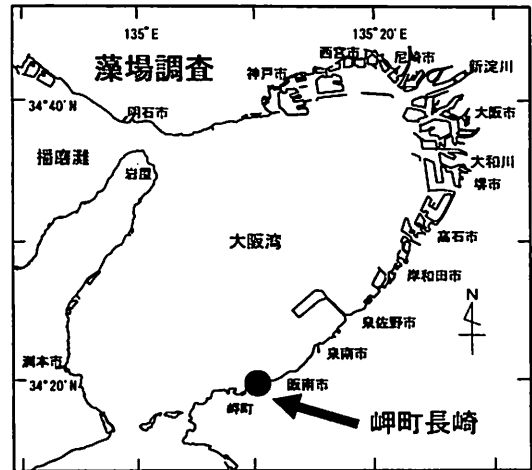 135°E
135°20'E
藻場調査
西宮市
尼崎市
新淀川
神戸市
34°40'N
明石市
大阪市
播磨灘
大和川
岩屋
堺市
大阪湾
高石市
岸和田市
N
泉佐野市
洲本市
泉南市
34°20'N
阪南市
岬町
岬町長崎